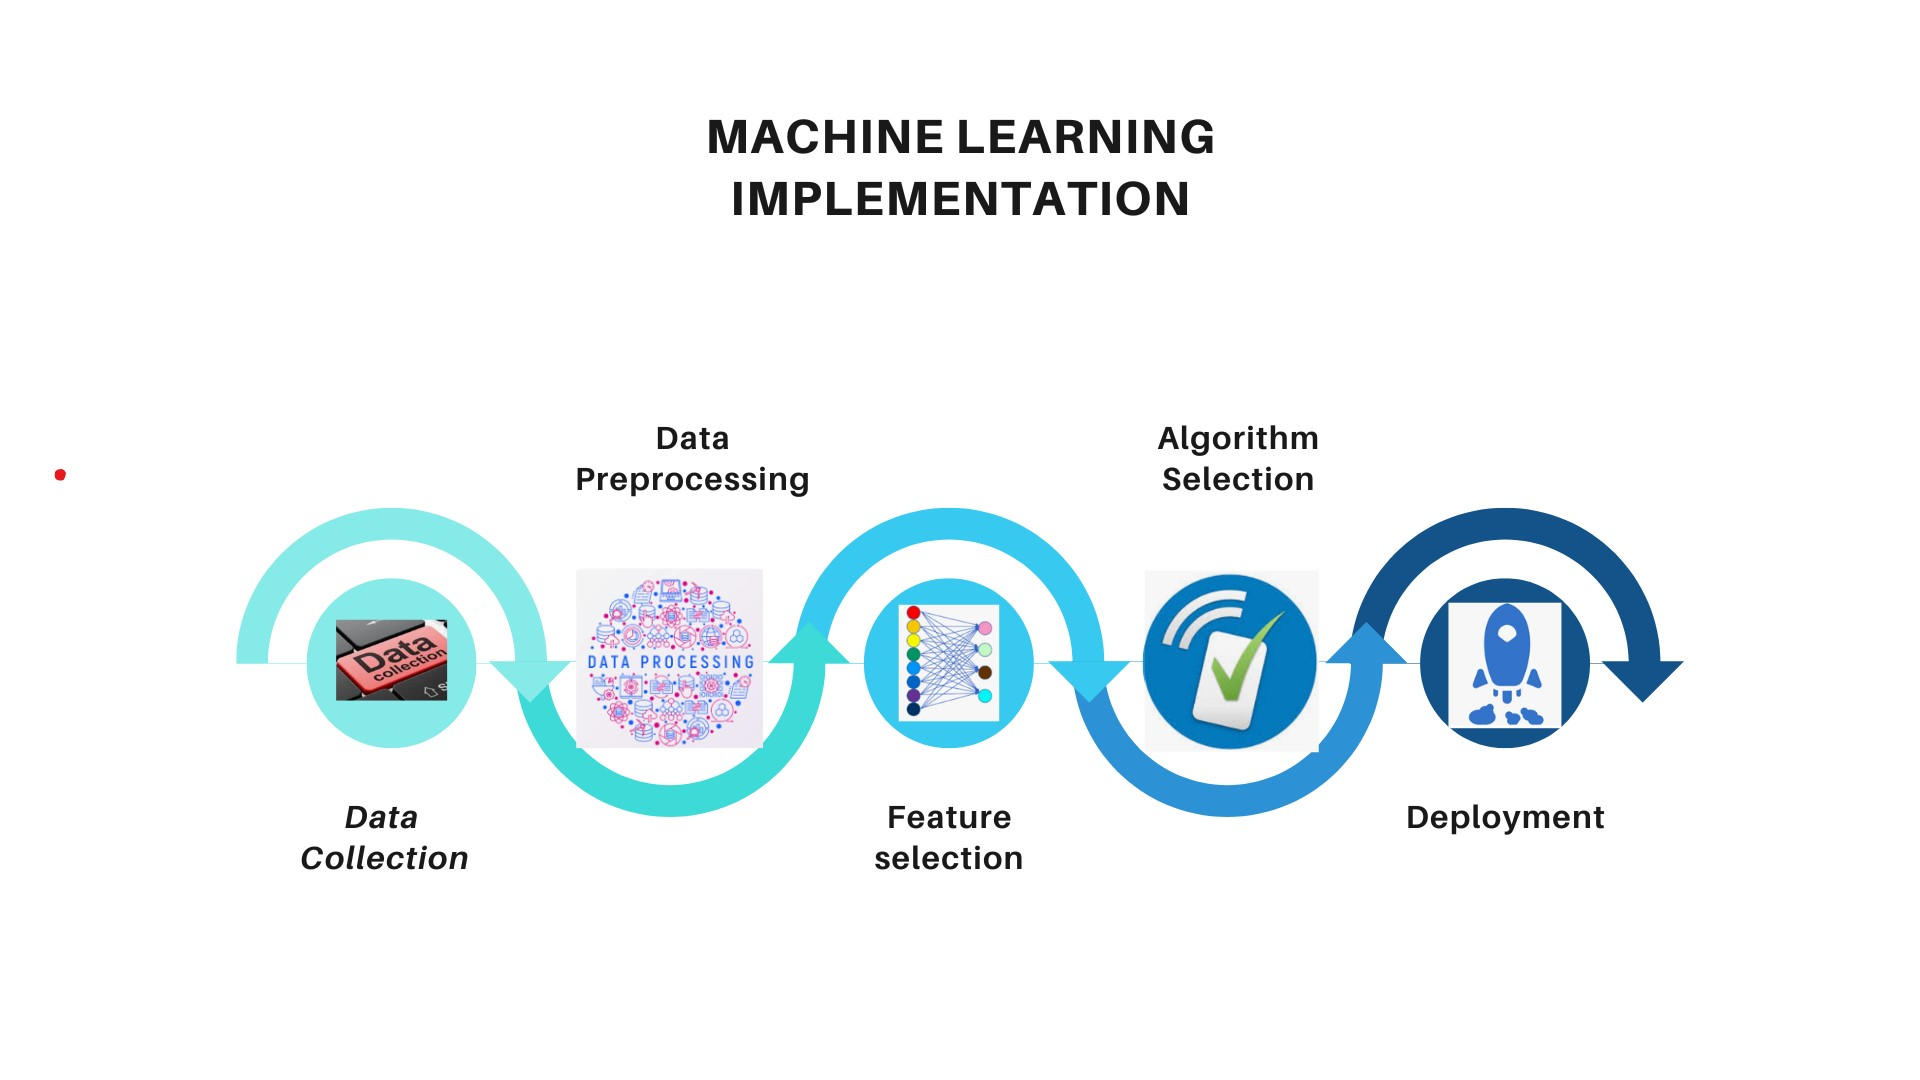 MACHINE LEARNING
IMPLEMENTATION
Data
Preprocessing
Algorithm
Selection
Data
collection
DATA PROCESSING
Data
Collection
Feature
selection
Deployment